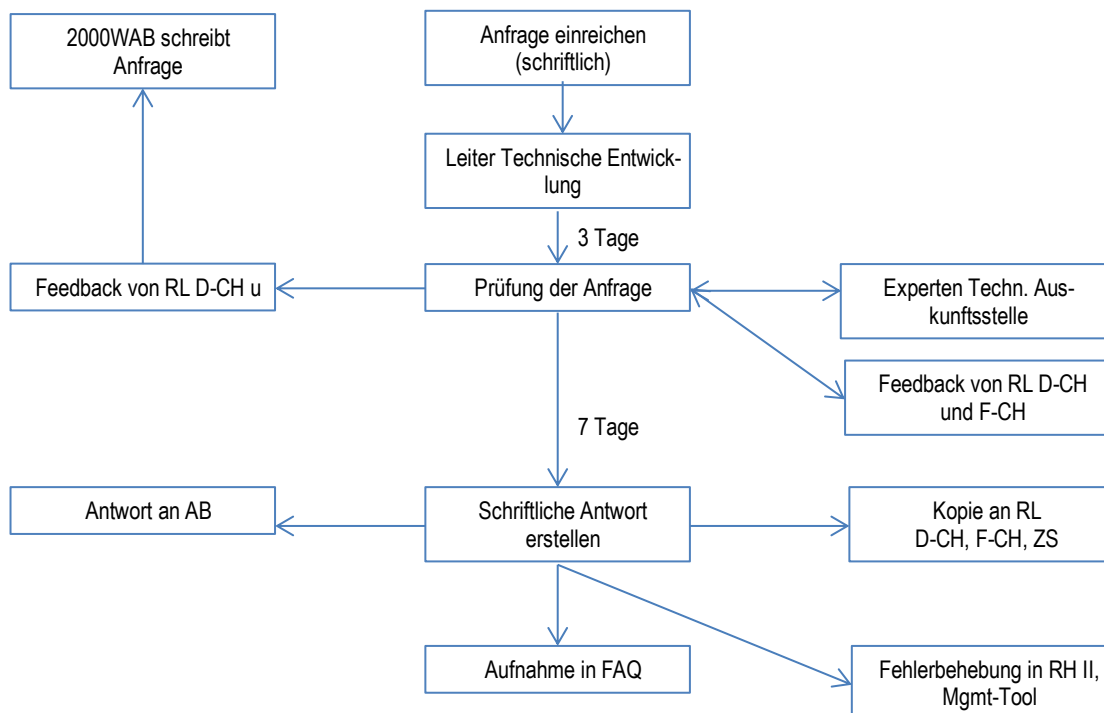 2000WAB schreibt
Anfrage
Anfrage einreichen
(schriftlich)
Leiter Technische Entwick-
lung
3 Tage
Feedback von RL D-CH u
Prüfung der Anfrage
Experten Techn. Aus-
kunftsstelle
Feedback von RL D-CH
und F-CH
7 Tage
Antwort an AB
Schriftliche Antwort
erstellen
Kopie an RL
D-CH, F-CH, ZS
Aufnahme in FAQ
Fehlerbehebung in RH II,
Mgmt-Tool